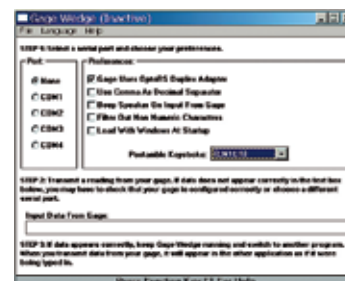 Gage Wedge (Inactive)
File Language Help
STEP 1: Select a serial port and choose your preferences.
Port: Preferences:
None
COM1
COM2
COM3
COM4
Gage Uses OptoRS Duplex Adapter
Use Comma As Decimal Separator
Beep Speaker On Input From Gage
Filter Out Non Numeric Characters
Load With Windows At Startup
Postamble Keystroke:
STEP 2: Transmit a reading from your gage. If data does not appear correctly in the text box
below, you may have to check that your gage is configured correctly or choose a different
serial port.
Input Data From Gage:
STEP 3: If data appears correctly, keep Gage Wedge running and switch to another program.
When you transmit data from your gage, it will appear in the other application as if it were
being typed in.
Press Function Key F1 For Help